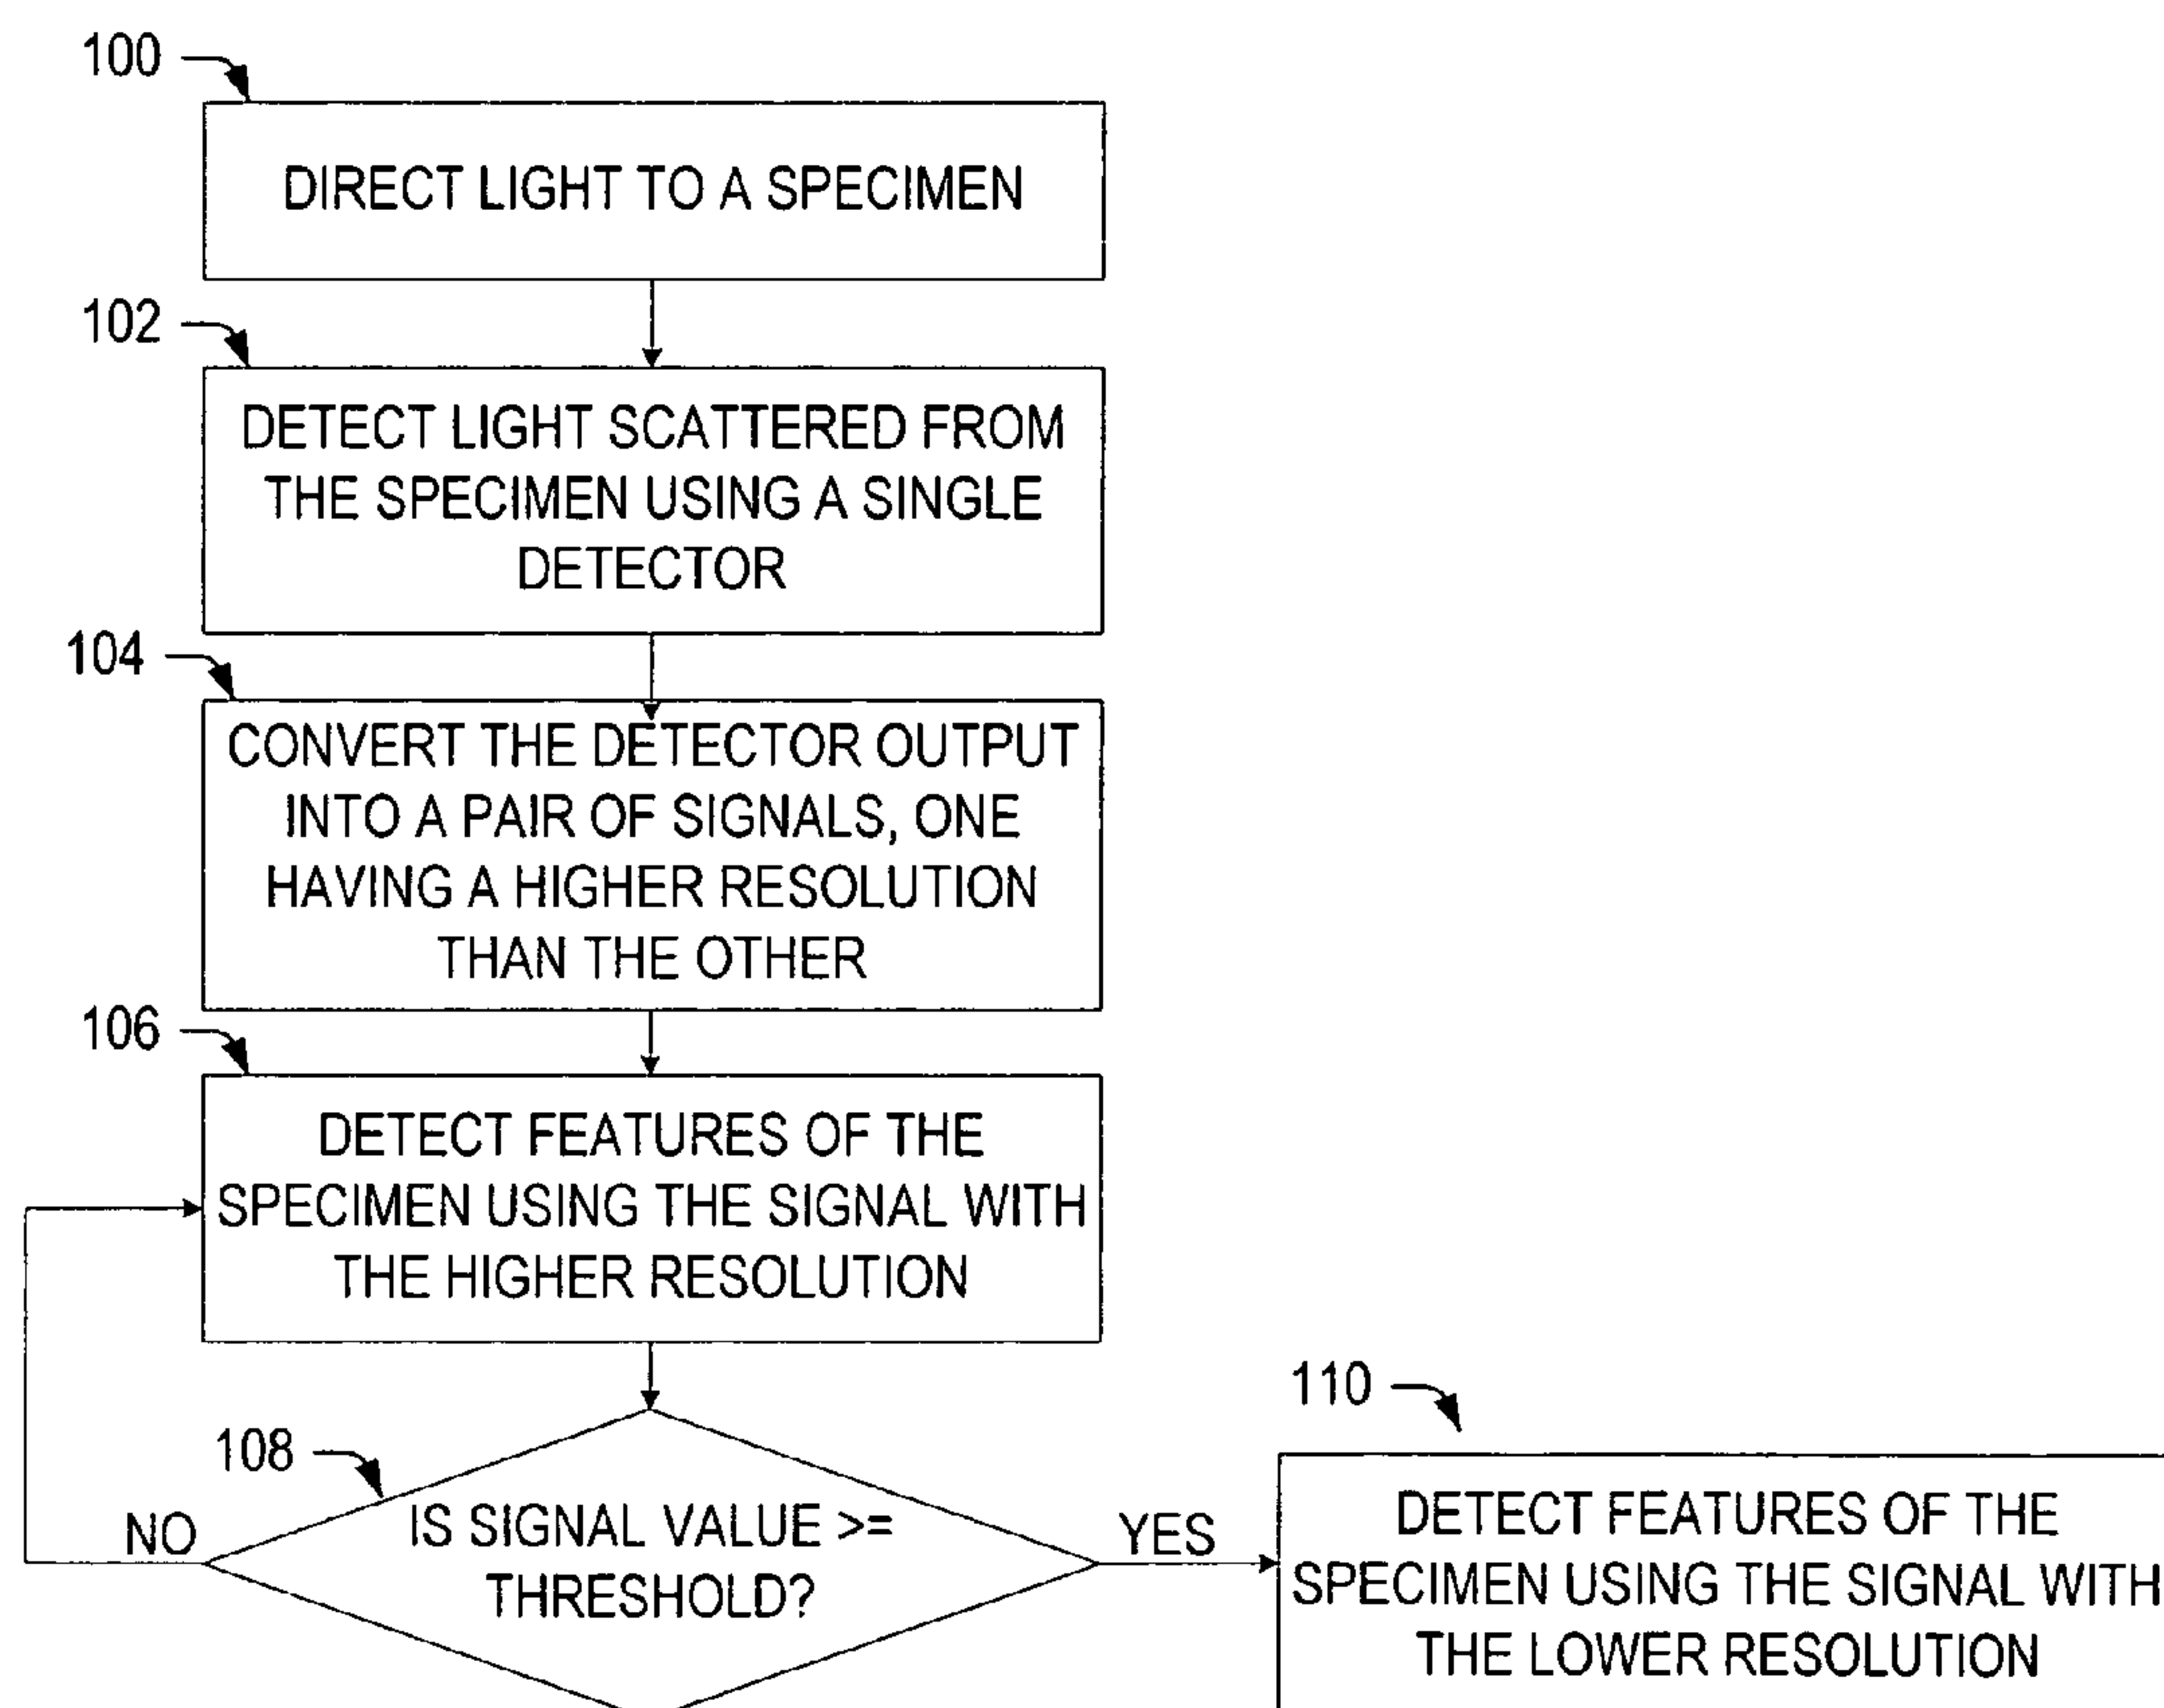 100
DIRECT LIGHT TO A SPECIMEN
102
DETECT LIGHT SCATTERED FROM
THE SPECIMEN USING A SINGLE
DETECTOR
104
CONVERT THE DETECTOR OUTPUT
INTO A PAIR OF SIGNALS, ONE
HAVING A HIGHER RESOLUTION
THAN THE OTHER
106
DETECT FEATURES OF THE
SPECIMEN USING THE SIGNAL WITH
THE HIGHER RESOLUTION
108
IS SIGNAL VALUE >=
THRESHOLD?
NO
YES
110
DETECT FEATURES OF THE
SPECIMEN USING THE SIGNAL WITH
THE LOWER RESOLUTION